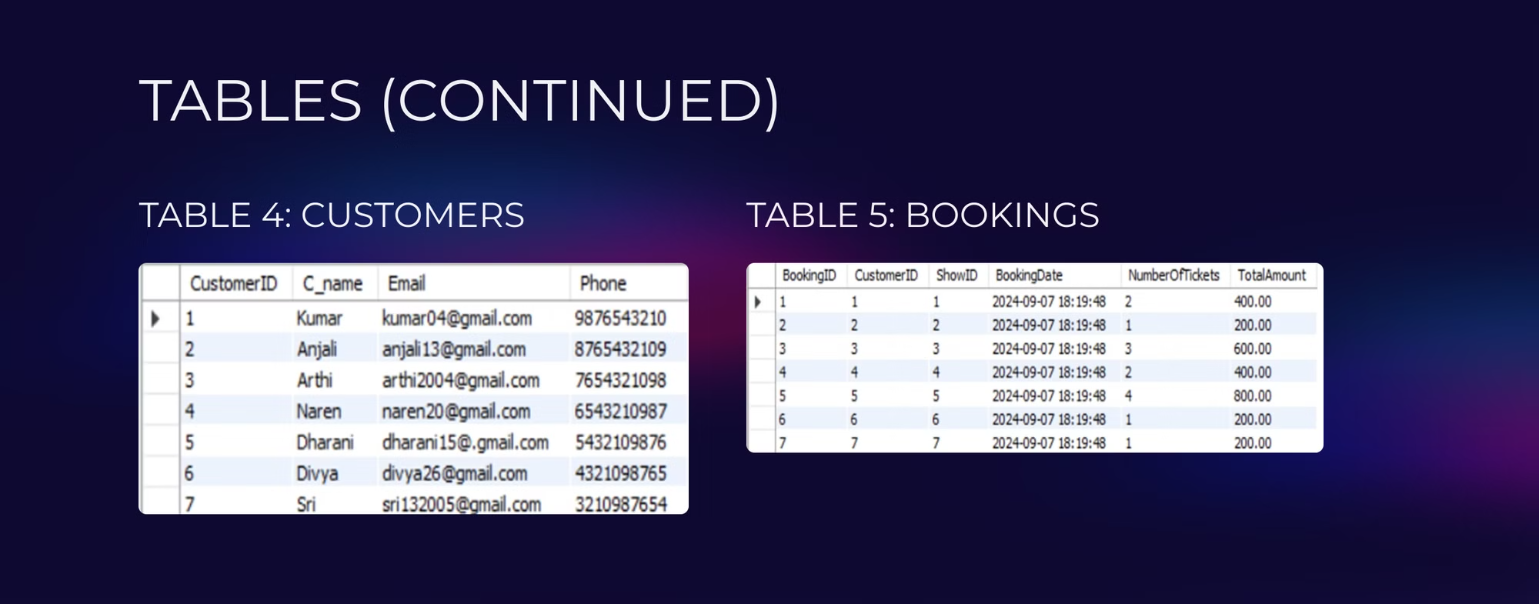 TABLES (CONTINUED)
TABLE 4: CUSTOMERS
CustomerID C_name Email Phone
1 Kumar kumar04@gmail.com 9876543210
2 Anjali anjali13@gmail.com 8765432109
3 Arthi arthi2004@gmail.com 7654321098
4 Naren naren20@gmail.com 6543210987
5 Dharani dharani15@.gmail.com 5432109876
6 Divya divya26@gmail.com 4321098765
7 Sri sri132005@gmail.com 3210987654
TABLE 5: BOOKINGS
BookingID CustomerID ShowID BookingDate NumberOfTickets TotalAmount
1 1 1 2024-09-07 18:19:48 2 400.00
2 2 2 2024-09-07 18:19:48 1 200.00
3 3 3 2024-09-07 18:19:48 3 600.00
4 4 4 2024-09-07 18:19:48 2 400.00
5 5 5 2024-09-07 18:19:48 4 800.00
6 6 6 2024-09-07 18:19:48 1 200.00
7 7 7 2024-09-07 18:19:48 1 200.00